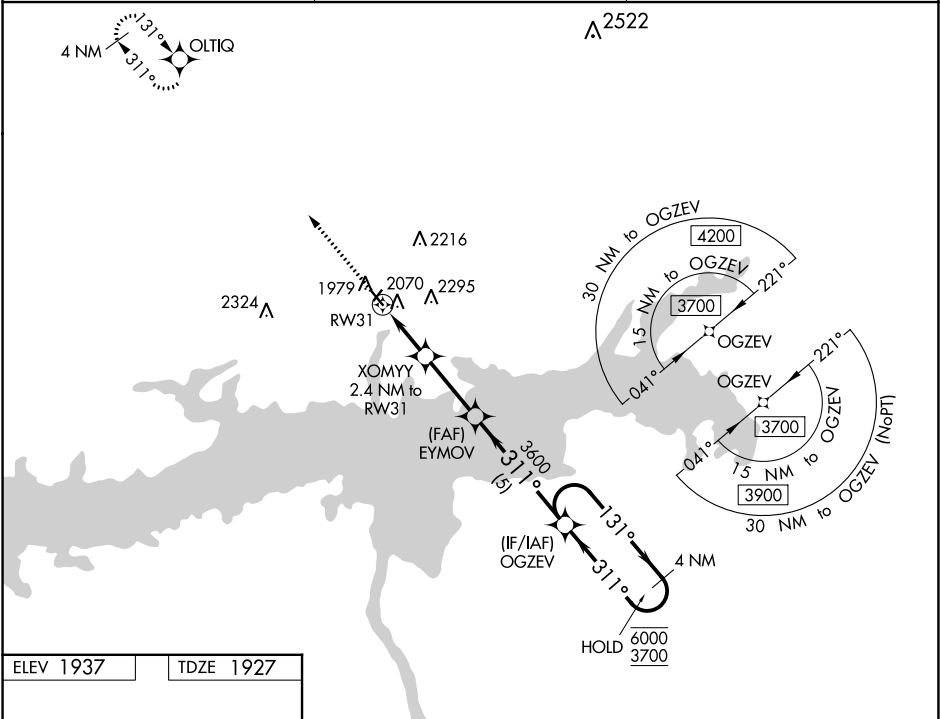 131°
311°
4 NM
OLTIQ
2522
2216
1979
2070
2295
2324
RW31
XOMYY
2.4 NM to
RW31
(FAF)
EYMOV
3600
311°
(5)
(IF/IAF)
OGZEV
131°
311°
4 NM
HOLD
6000
3700
30 NM to OGZEV
4200
15 NM to OGZEV
3700
221°
041°
OGZEV
OGZEV
221°
041°
3700
15 NM to OGZEV
3900
30 NM to OGZEV (NoPT)
ELEV 1937
TDZE 1927